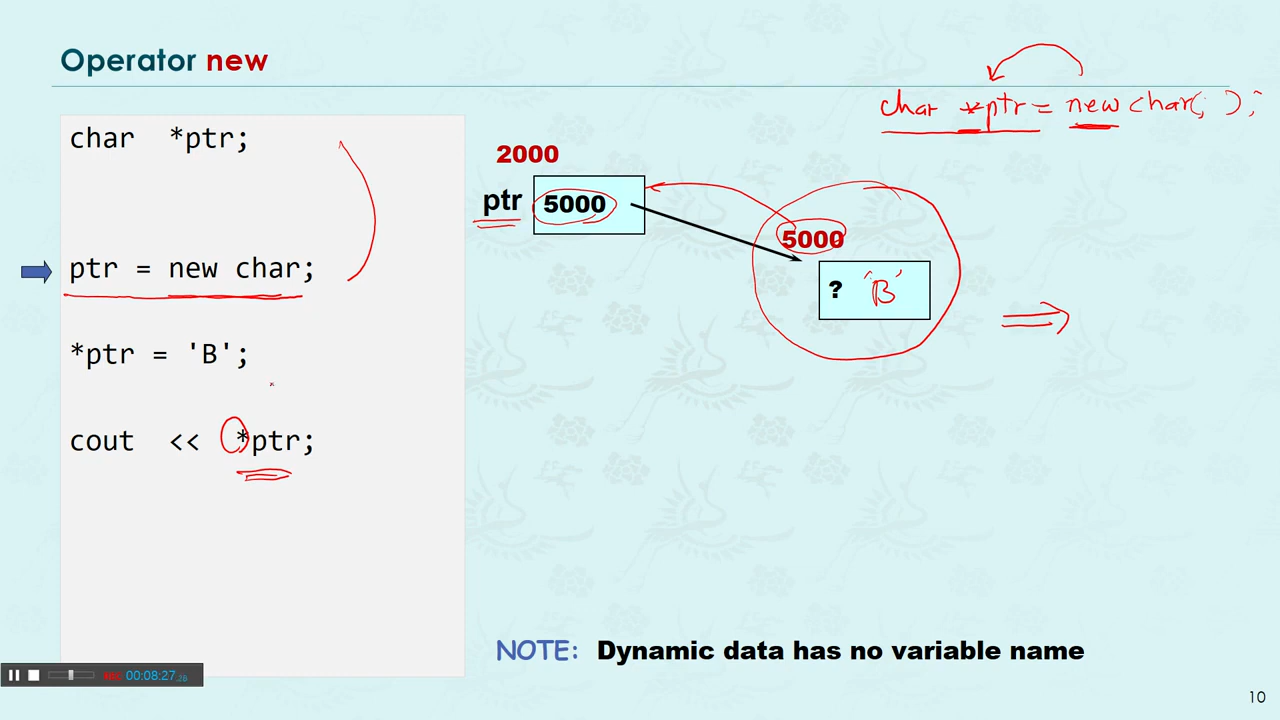 Operator new
char *ptr = new char( );
char *ptr;
2000
ptr 5000
5000
ptr = new char;
? 'B'
*ptr = 'B';
cout << *ptr;
NOTE: Dynamic data has no variable name
00:08:27
10